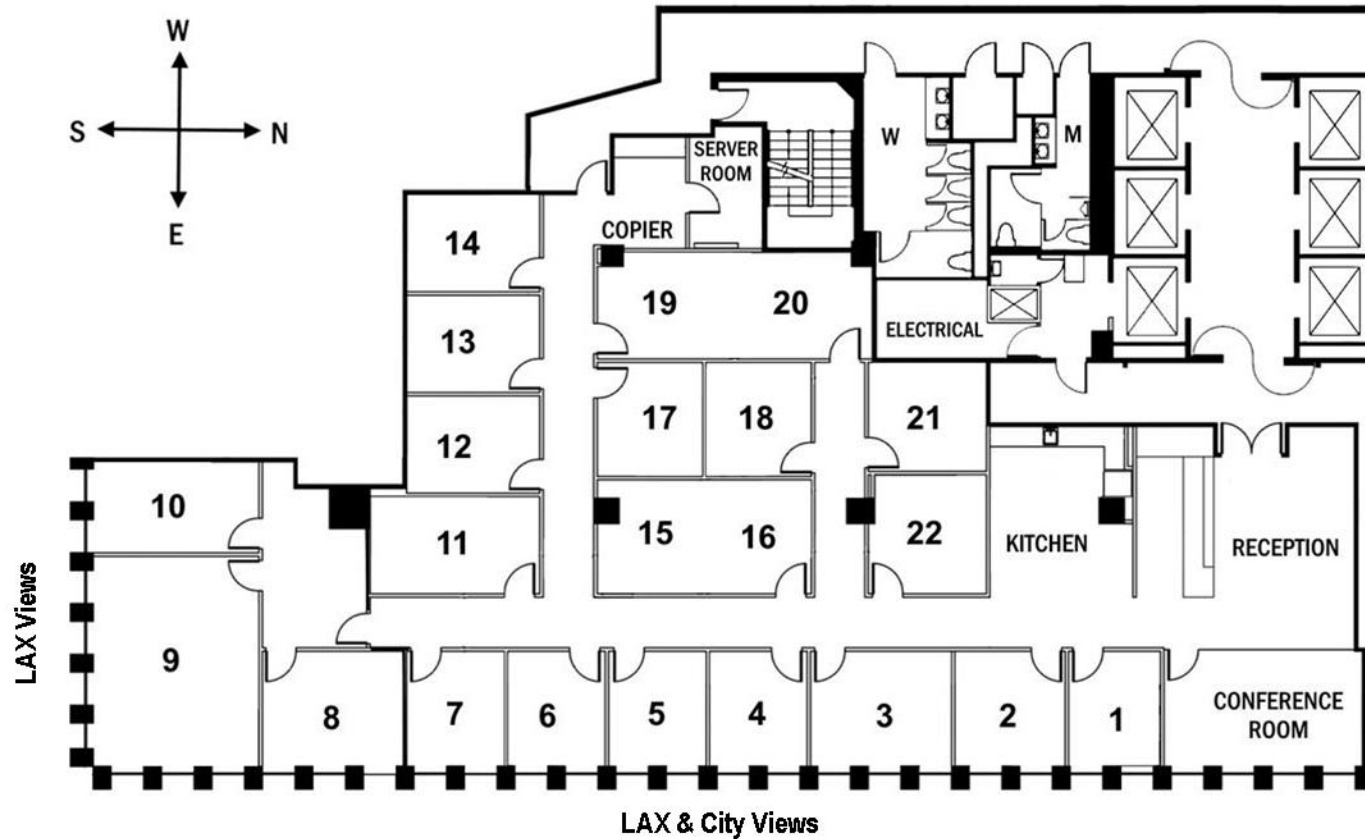 W
S
N
E
W
M
SERVER
ROOM
COPIER
14
19
20
ELECTRICAL
13
17
18
21
12
10
11
15
16
22
KITCHEN
RECEPTION
LAX Views
9
8
7
6
5
4
3
2
1
CONFERENCE
ROOM
LAX & City Views